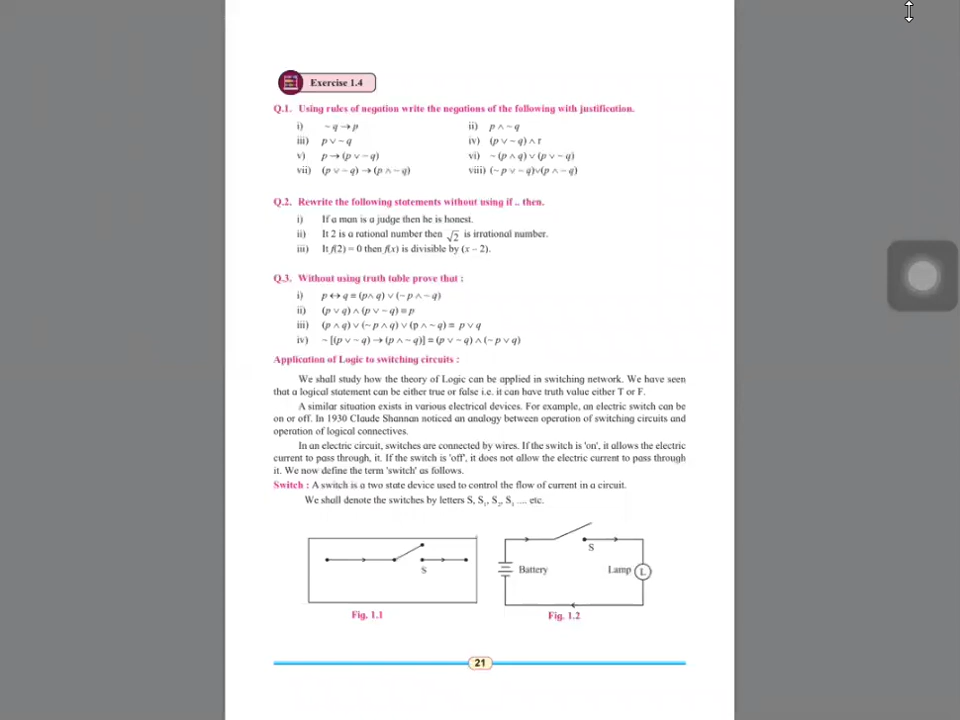 Exercise 1.4
Q.1. Using rules of negation write the negations of the following with justification.
i) ~ q → p ii) p ∧ ~ q
iii) p ∨ ~ q iv) (p ∨ ~ q) ∧ r
v) p → (p ∨ ~ q) vi) ~ (p ∧ q) ∨ (p ∨ ~ q)
vii) (p ∨ ~ q) → (p ∧ ~ q) viii) (~ p ∨ ~ q) ∨ (p ∧ ~ q)
Q.2. Rewrite the following statements without using if .. then.
i) If a man is a judge then he is honest.
ii) It 2 is a rational number then √2 is irrational number.
iii) It f(2) = 0 then f(x) is divisible by (x – 2).
Q.3. Without using truth table prove that :
i) p ↔ q ≡ (p ∧ q) ∨ (~ p ∧ ~ q)
ii) (p ∨ q) ∧ (p ∨ ~ q) ≡ p
iii) (p ∧ q) ∨ (~ p ∧ q) ∨ (p ∧ ~ q) ≡ p ∨ q
iv) ~ [(p ∨ ~ q) → (p ∧ ~ q)] ≡ (p ∨ ~ q) ∧ (~ p ∨ q)
Application of Logic to switching circuits :
We shall study how the theory of Logic can be applied in switching network. We have seen
that a logical statement can be either true or false i.e. it can have truth value either T or F.
A similar situation exists in various electrical devices. For example, an electric switch can be
on or off. In 1930 Claude Shannan noticed an analogy between operation of switching circuits and
operation of logical connectives.
In an electric circuit, switches are connected by wires. If the switch is 'on', it allows the electric
current to pass through, it. If the switch is 'off', it does not allow the electric current to pass through
it. We now define the term 'switch' as follows.
Switch : A switch is a two state device used to control the flow of current in a circuit.
We shall denote the switches by letters S, S₁, S₂, S₃ .... etc.
S
S
Battery Lamp L
Fig. 1.1 Fig. 1.2
21